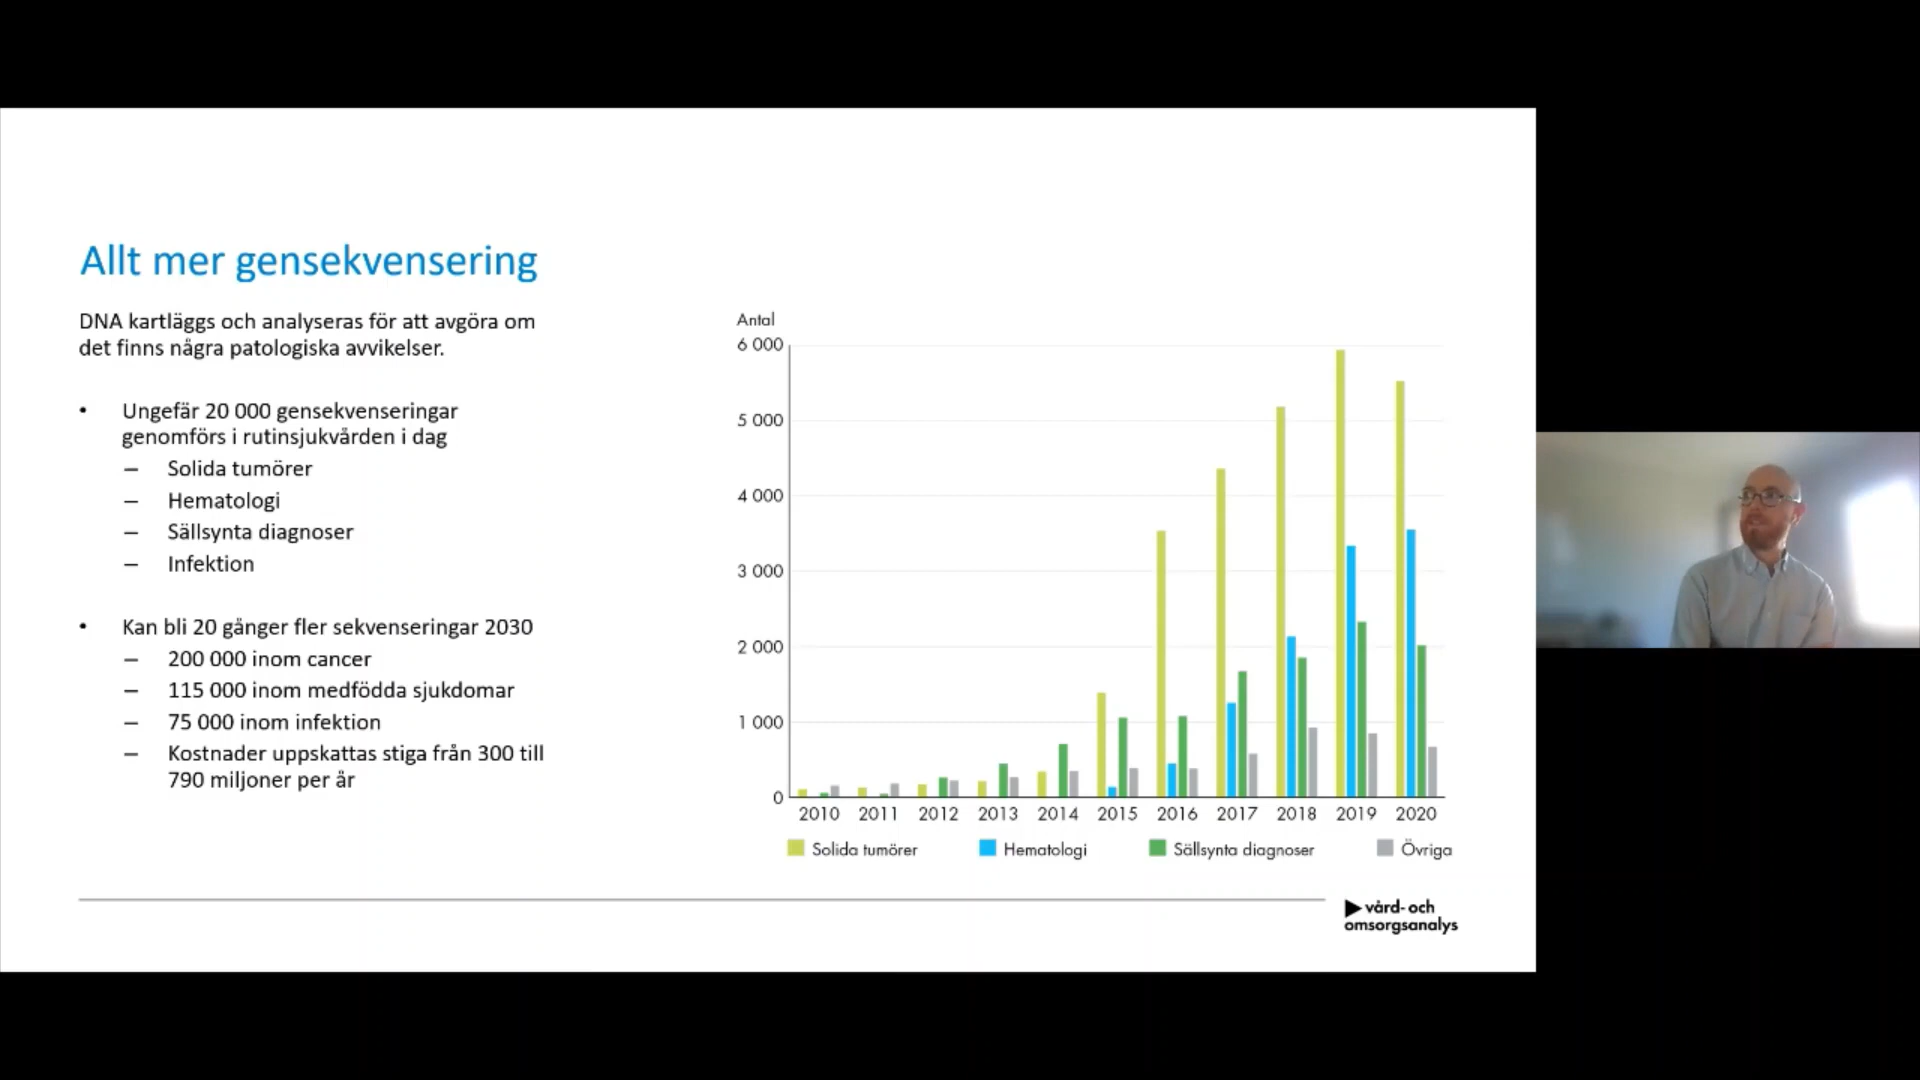 Allt mer gensekvensering
DNA kartläggs och analyseras för att avgöra om
det finns några patologiska avvikelser.
• Ungefär 20 000 gensekvenseringar
genomförs i rutinsjukvården i dag
– Solida tumörer
– Hematologi
– Sällsynta diagnoser
– Infektion
• Kan bli 20 gånger fler sekvenseringar 2030
– 200 000 inom cancer
– 115 000 inom medfödda sjukdomar
– 75 000 inom infektion
– Kostnader uppskattas stiga från 300 till
790 miljoner per år
Antal
6 000
5 000
4 000
3 000
2 000
1 000
0
2010 2011 2012 2013 2014 2015 2016 2017 2018 2019 2020
Solida tumörer Hematologi Sällsynta diagnoser Övriga
vård- och
omsorgsanalys